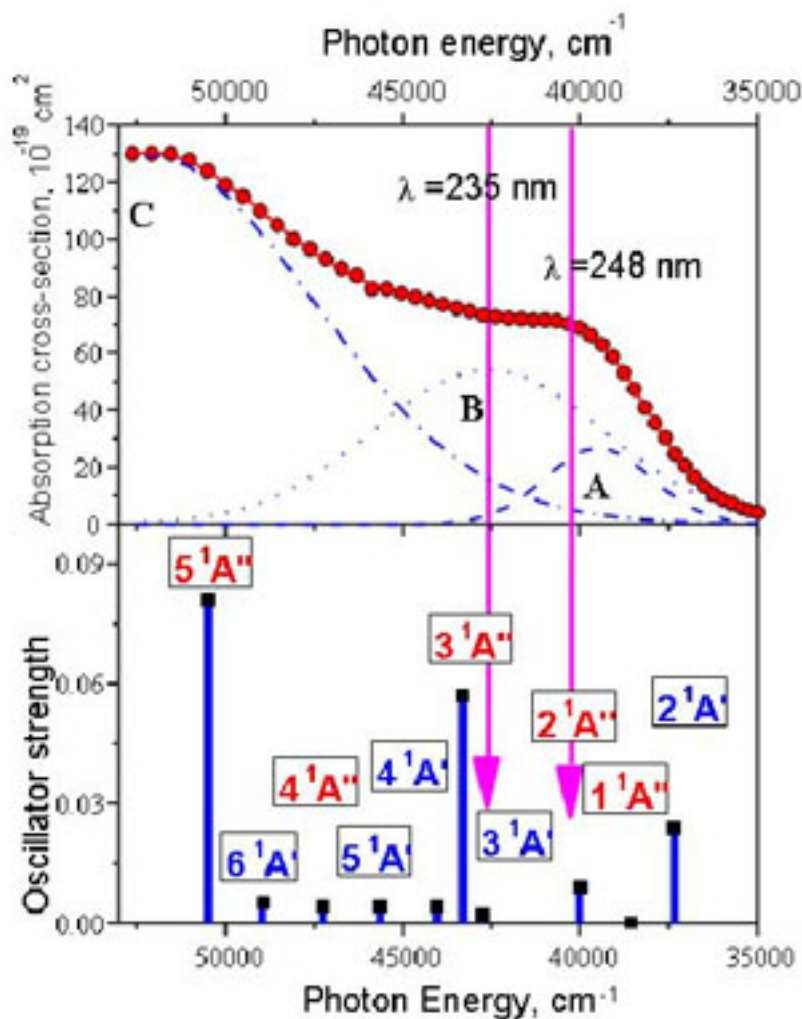 Photon energy, cm⁻¹
50000 45000 40000 35000
Absorption cross-section, 10⁻¹⁹ cm²
140
120
100
80
60
40
20
0
C
λ =235 nm
λ =248 nm
B
A
Oscillator strength
0.09
0.06
0.03
0.00
5 ¹A''
3 ¹A''
2 ¹A''
2 ¹A'
4 ¹A''
4 ¹A'
1 ¹A''
6 ¹A'
5 ¹A'
3 ¹A'
50000 45000 40000 35000
Photon Energy, cm⁻¹